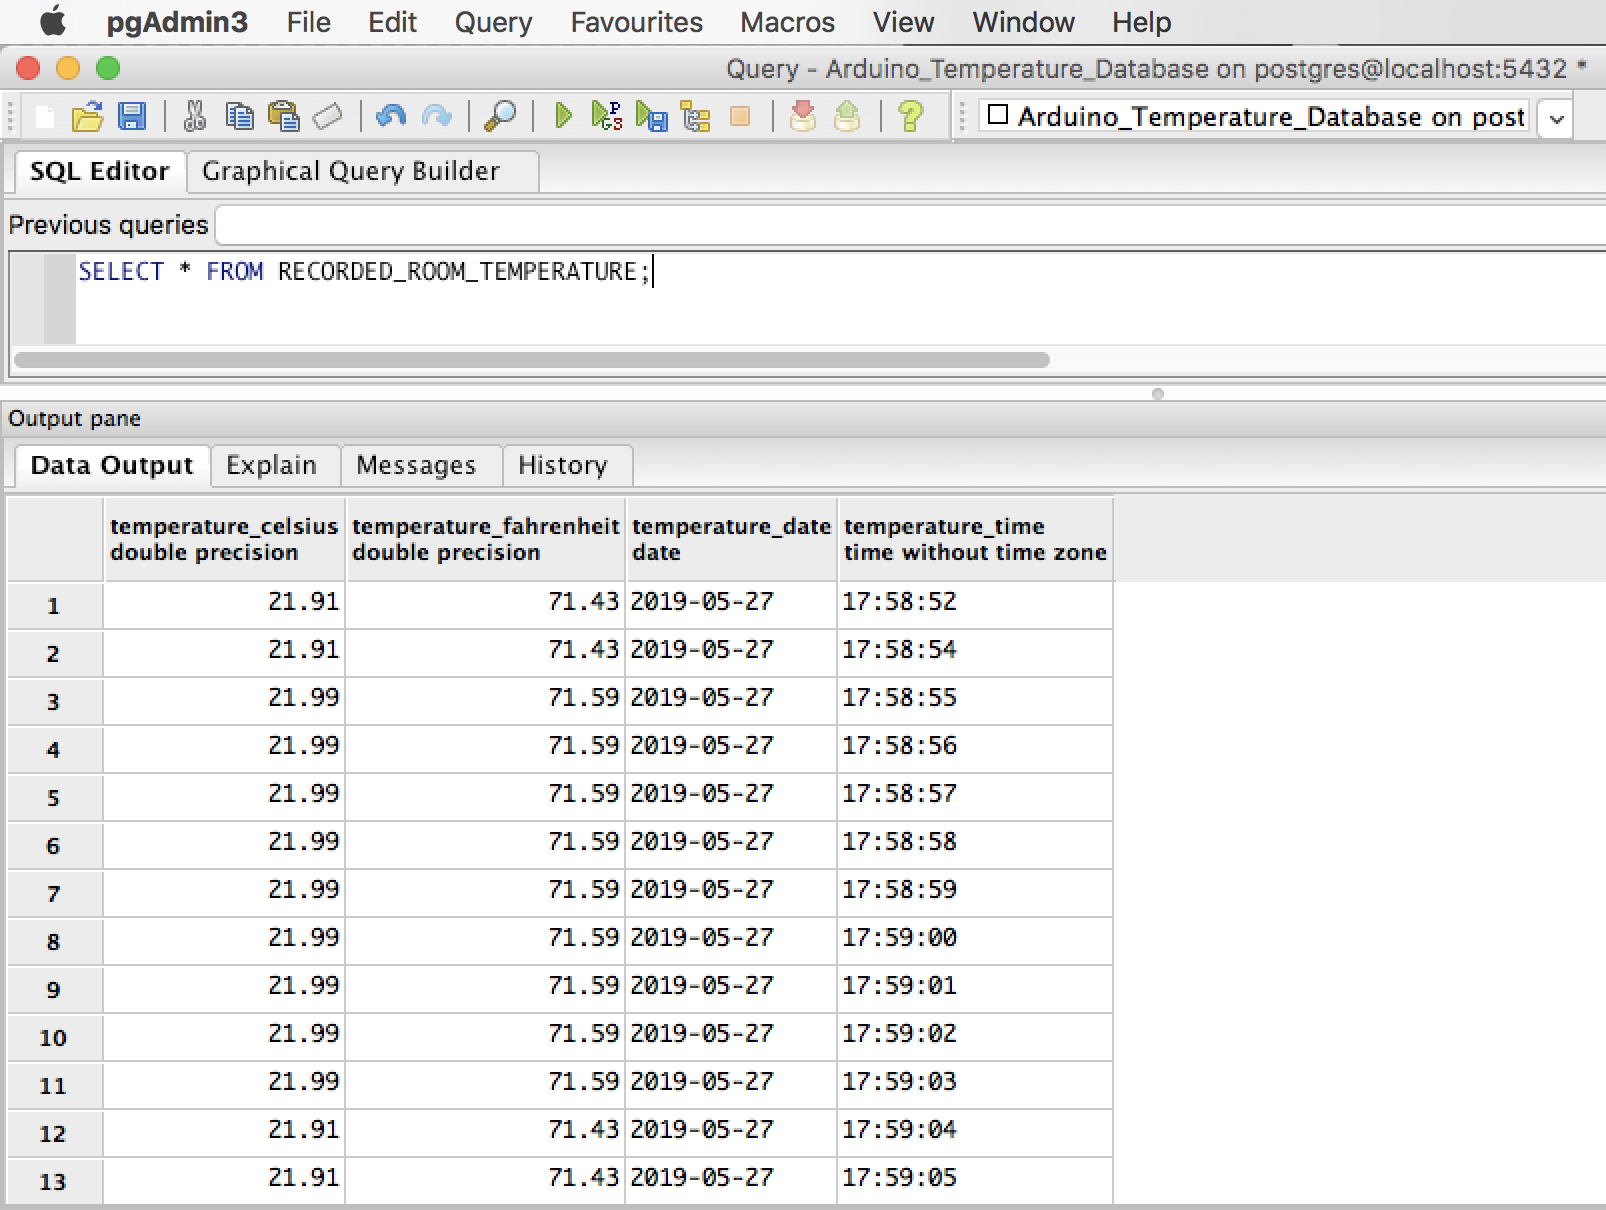 pgAdmin3 File Edit Query Favourites Macros View Window Help
Query - Arduino_Temperature_Database on postgres@localhost:5432 *
Arduino_Temperature_Database on post
SQL Editor Graphical Query Builder
Previous queries
SELECT * FROM RECORDED_ROOM_TEMPERATURE;
Output pane
Data Output Explain Messages History
temperature_celsius temperature_fahrenheit temperature_date temperature_time
double precision double precision date time without time zone
1 21.91 71.43 2019-05-27 17:58:52
2 21.91 71.43 2019-05-27 17:58:54
3 21.99 71.59 2019-05-27 17:58:55
4 21.99 71.59 2019-05-27 17:58:56
5 21.99 71.59 2019-05-27 17:58:57
6 21.99 71.59 2019-05-27 17:58:58
7 21.99 71.59 2019-05-27 17:58:59
8 21.99 71.59 2019-05-27 17:59:00
9 21.99 71.59 2019-05-27 17:59:01
10 21.99 71.59 2019-05-27 17:59:02
11 21.99 71.59 2019-05-27 17:59:03
12 21.91 71.43 2019-05-27 17:59:04
13 21.91 71.43 2019-05-27 17:59:05